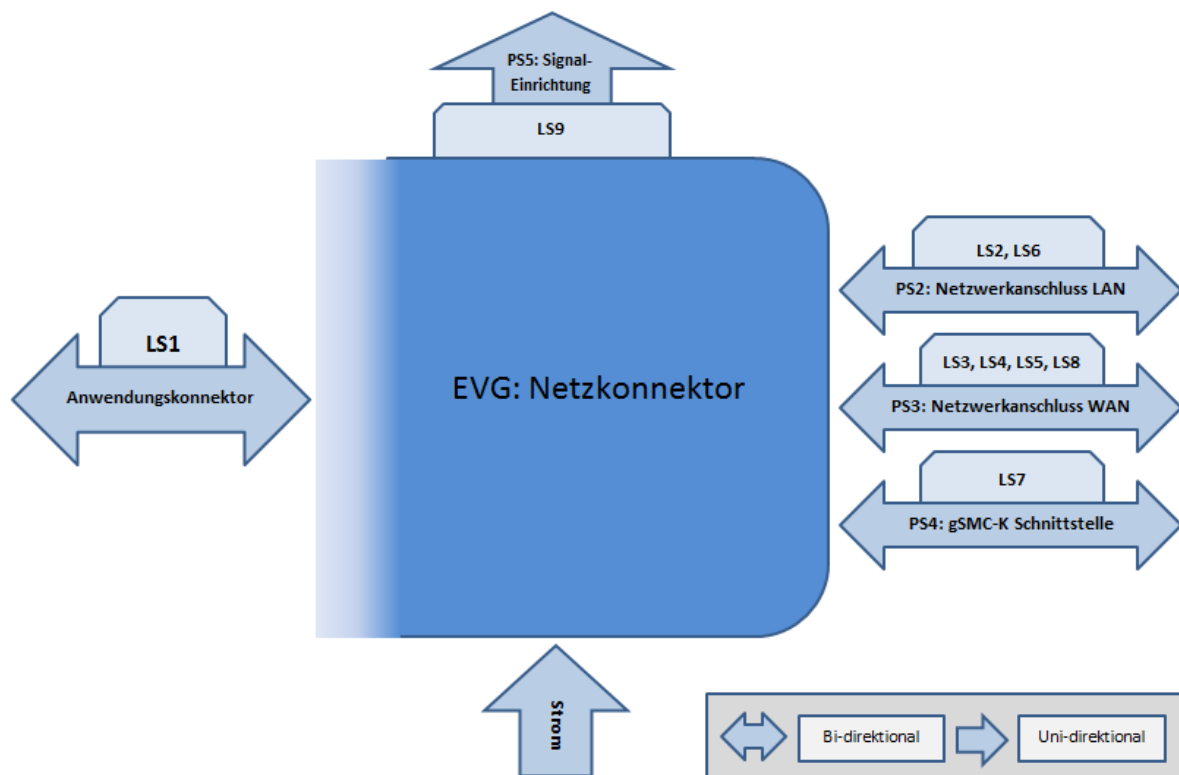 PS5: Signal-
Einrichtung
LS9
LS2, LS6
PS2: Netzwerkanschluss LAN
LS1
Anwendungskonnektor
EVG: Netzkonnektor
LS3, LS4, LS5, LS8
PS3: Netzwerkanschluss WAN
LS7
PS4: gSMC-K Schnittstelle
Strom
Bi-direktional
Uni-direktional